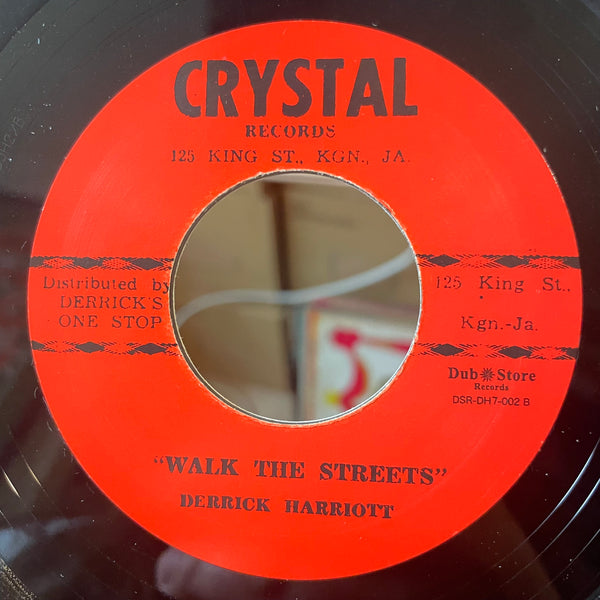 CRYSTAL
RECORDS
125 KING ST., KGN., JA.
Distributed by
DERRICK'S
ONE STOP
125 King St..
Kgn.-Ja.
Dub Store
Records
DSR-DH7-002 B
"WALK THE STREETS"
DERRICK HARRIOTT